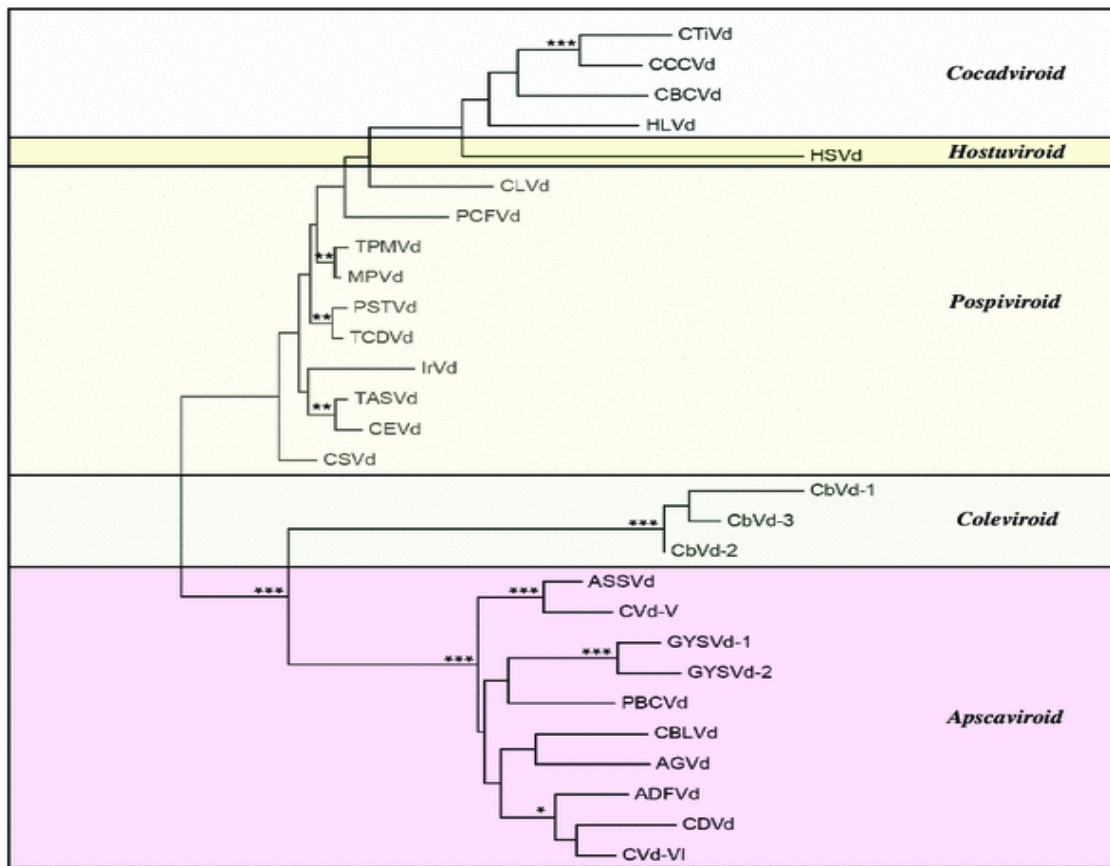 ***
CTiVd
CCCVd
CBCVd
HLVd
Cocadviroid
HSVd
Hostuviroid
CLVd
PCFVd
**
TPMVd
MPVd
**
PSTVd
TCDVd
IrVd
**
TASVd
CEVd
CSVd
Pospiviroid
CbVd-1
***
CbVd-3
CbVd-2
Coleviroid
***
***
ASSVd
CVd-V
***
***
GYSVd-1
GYSVd-2
PBCVd
CBLVd
AGVd
*
ADFVd
CDVd
CVd-VI
Apscaviroid